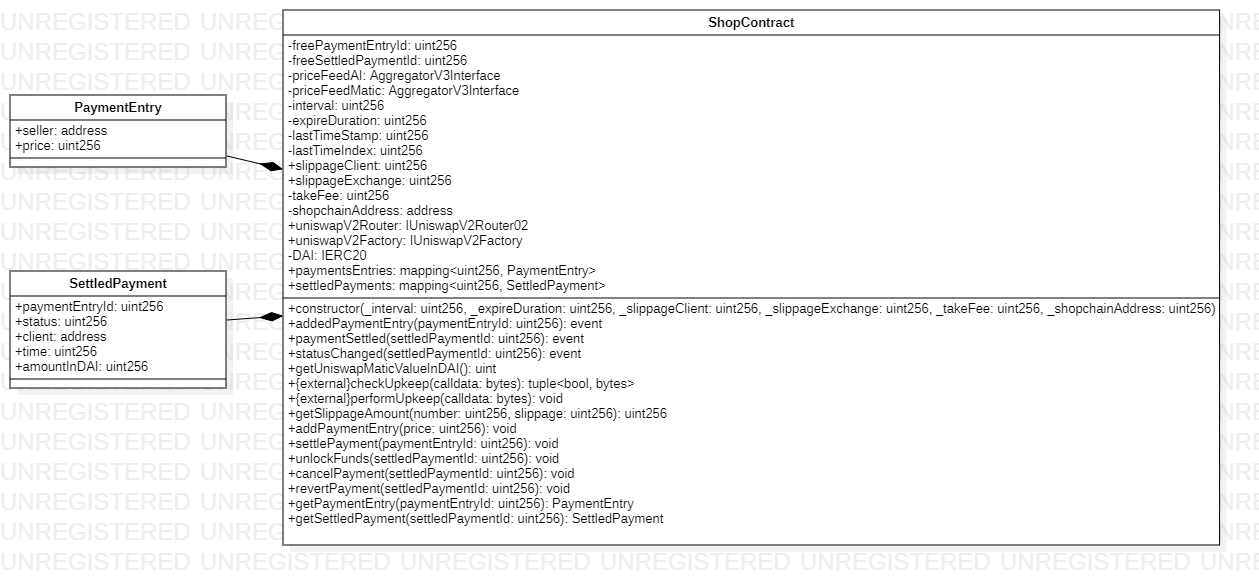 PaymentEntry
+seller: address
+price: uint256
SettledPayment
+paymentEntryId: uint256
+status: uint256
+client: address
+time: uint256
+amountInDAI: uint256
ShopContract
-freePaymentEntryId: uint256
-freeSettledPaymentId: uint256
-priceFeedAI: AggregatorV3Interface
-priceFeedMatic: AggregatorV3Interface
-interval: uint256
-expireDuration: uint256
-lastTimeStamp: uint256
-lastTimeIndex: uint256
+slippageClient: uint256
+slippageExchange: uint256
-takeFee: uint256
-shopchainAddress: address
+uniswapV2Router: IUniswapV2Router02
+uniswapV2Factory: IUniswapV2Factory
-DAI: IERC20
+paymentsEntries: mapping<uint256, PaymentEntry>
+settledPayments: mapping<uint256, SettledPayment>
+constructor(_interval: uint256, _expireDuration: uint256, _slippageClient: uint256, _slippageExchange: uint256, _takeFee: uint256, _shopchainAddress: uint256)
+addedPaymentEntry(paymentEntryId: uint256): event
+paymentSettled(settledPaymentId: uint256): event
+statusChanged(settledPaymentId: uint256): event
+getUniswapMaticValueInDAI(): uint
+{external}checkUpkeep(calldata: bytes): tuple<bool, bytes>
+{external}performUpkeep(calldata: bytes): void
+getSlippageAmount(number: uint256, slippage: uint256): uint256
+addPaymentEntry(price: uint256): void
+settlePayment(paymentEntryId: uint256): void
+unlockFunds(settledPaymentId: uint256): void
+cancelPayment(settledPaymentId: uint256): void
+revertPayment(settledPaymentId: uint256): void
+getPaymentEntry(paymentEntryId: uint256): PaymentEntry
+getSettledPayment(settledPaymentId: uint256): SettledPayment
UNREGISTERED UNREGISTERED UNREGISTERED UNREGISTERED UNREGISTERED UNREGISTERED